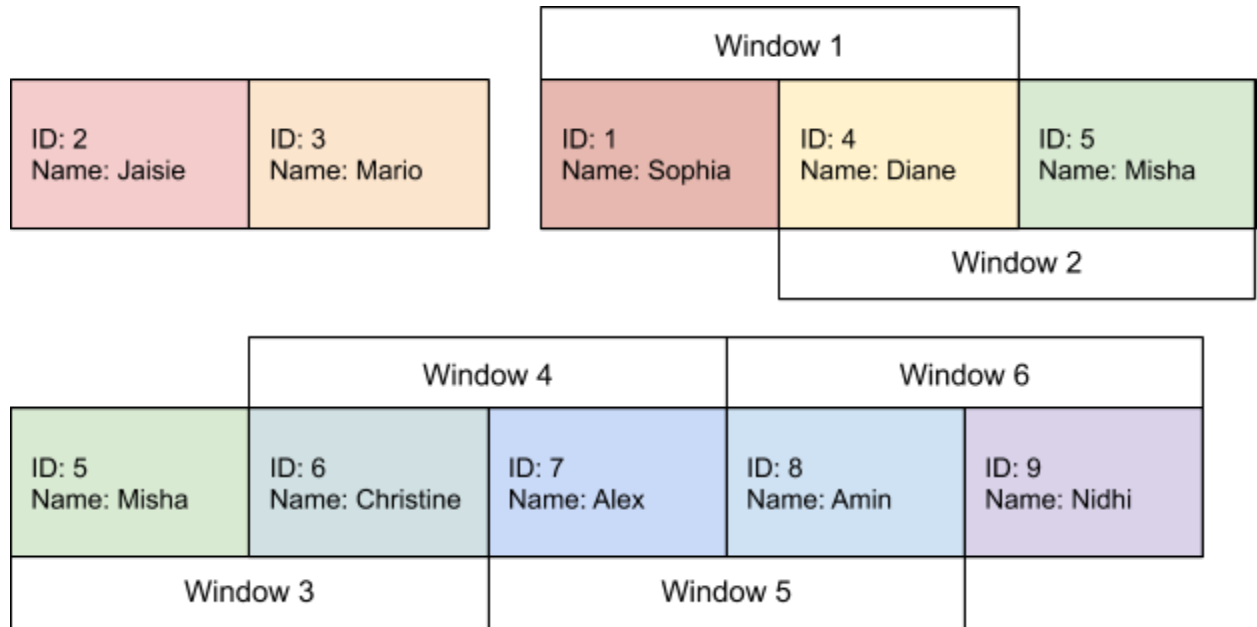 Window 1
ID: 2
Name: Jaisie
ID: 3
Name: Mario
ID: 1
Name: Sophia
ID: 4
Name: Diane
ID: 5
Name: Misha
Window 2
Window 4
Window 6
ID: 5
Name: Misha
ID: 6
Name: Christine
ID: 7
Name: Alex
ID: 8
Name: Amin
ID: 9
Name: Nidhi
Window 3
Window 5